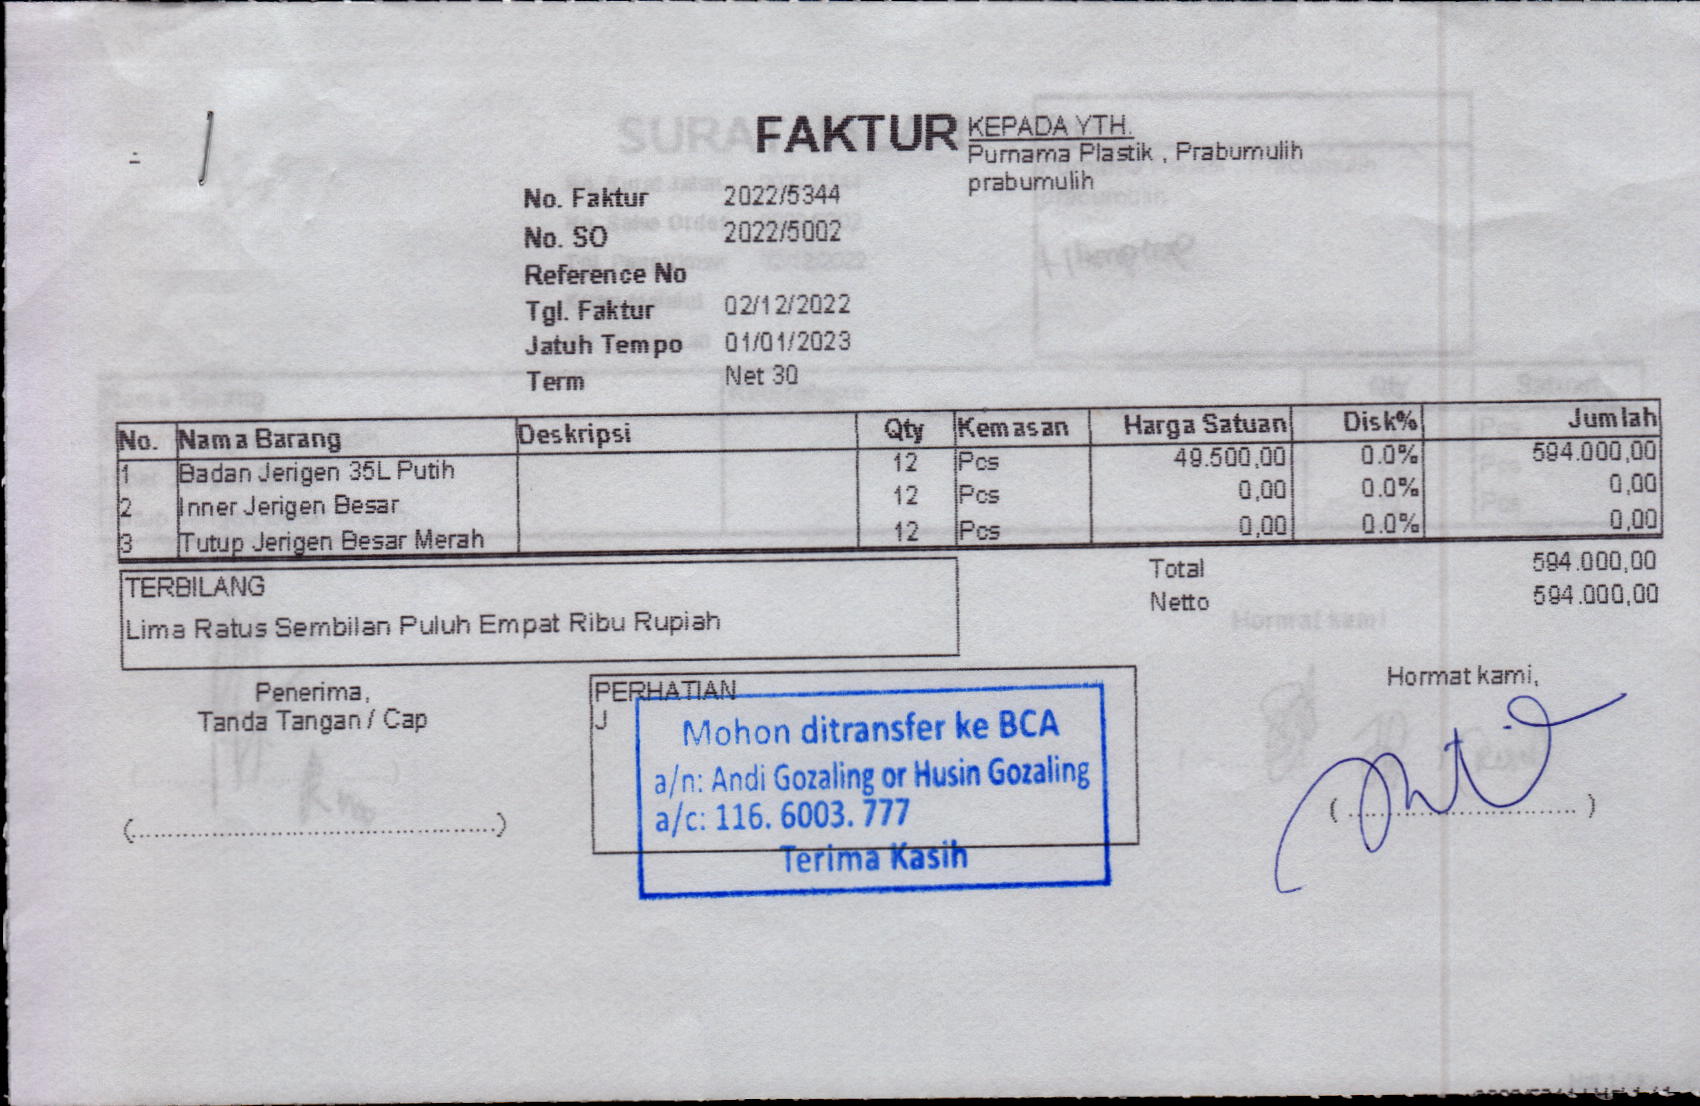 FAKTUR
KEPADA YTH.
Purnama Plastik , Prabumulih
prabumulih
No. Faktur 2022/5344
No. SO 2022/5002
Reference No
Tgl. Faktur 02/12/2022
Jatuh Tempo 01/01/2023
Term Net 30
No. Nama Barang Deskripsi Qty Kemasan Harga Satuan Disk% Jumlah
1 Badan Jerigen 35L Putih 12 Pcs 49.500,00 0.0% 594.000,00
2 Inner Jerigen Besar 12 Pcs 0,00 0.0% 0,00
3 Tutup Jerigen Besar Merah 12 Pcs 0,00 0.0% 0,00
TERBILANG
Lima Ratus Sembilan Puluh Empat Ribu Rupiah
Total 594.000,00
Netto 594.000,00
Penerima,
Tanda Tangan / Cap
(..............................................)
PERHATIAN
J
Mohon ditransfer ke BCA
a/n: Andi Gozaling or Husin Gozaling
a/c: 116. 6003. 777
Terima Kasih
Hormat kami,
(..............................)